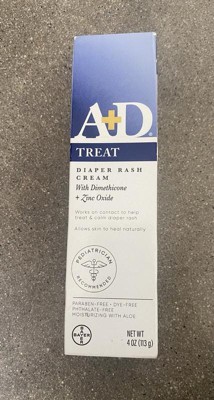 A+D®
TREAT
DIAPER RASH
CREAM
With Dimethicone
+ Zinc Oxide
Works on contact to help
treat & calm diaper rash
Allows skin to heal naturally
PEDIATRICIAN
RECOMMENDED
PARABEN-FREE • DYE-FREE
PHTHALATE-FREE
MOISTURIZING WITH ALOE
BAYER
NET WT
4 OZ (113 g)